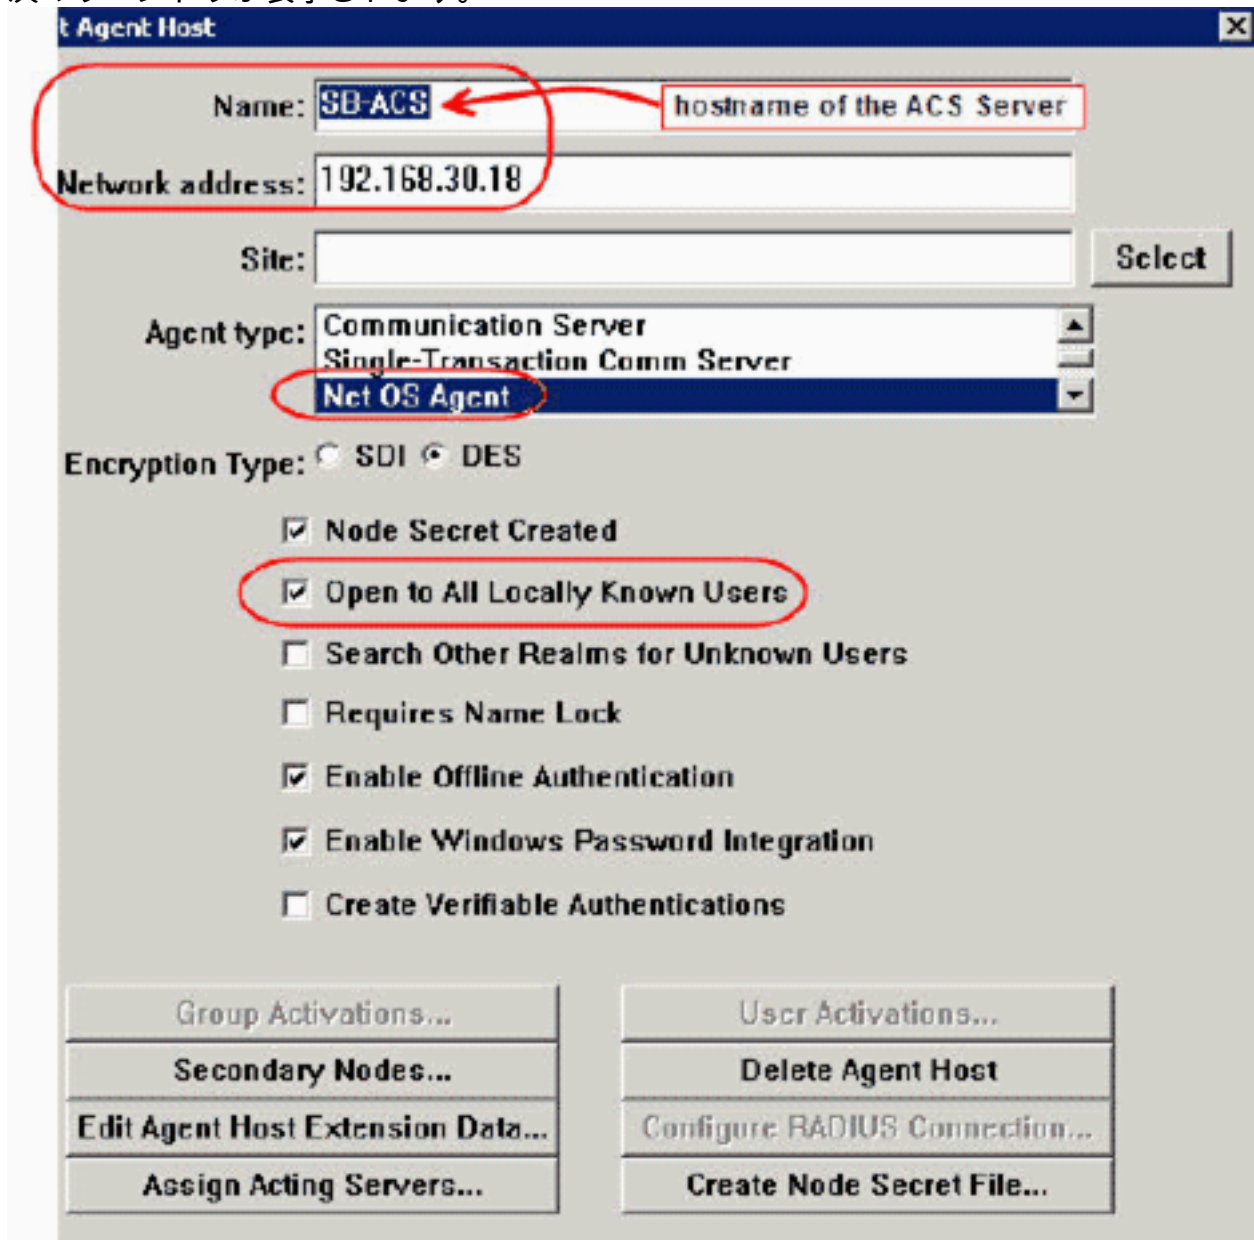 t Agent Host
Name: SB-ACS
hostname of the ACS Server
Network address: 192.168.30.18
Site:
Select
Agent type: Communication Server
Single-Transaction Comm Server
Net OS Agent
Encryption Type: SDI DES
Node Secret Created
Open to All Locally Known Users
Search Other Realms for Unknown Users
Requires Name Lock
Enable Offline Authentication
Enable Windows Password Integration
Create Verifiable Authentications
Group Activations...
User Activations...
Secondary Nodes...
Delete Agent Host
Edit Agent Host Extension Data...
Configure RADIUS Connection...
Assign Acting Servers...
Create Node Secret File...